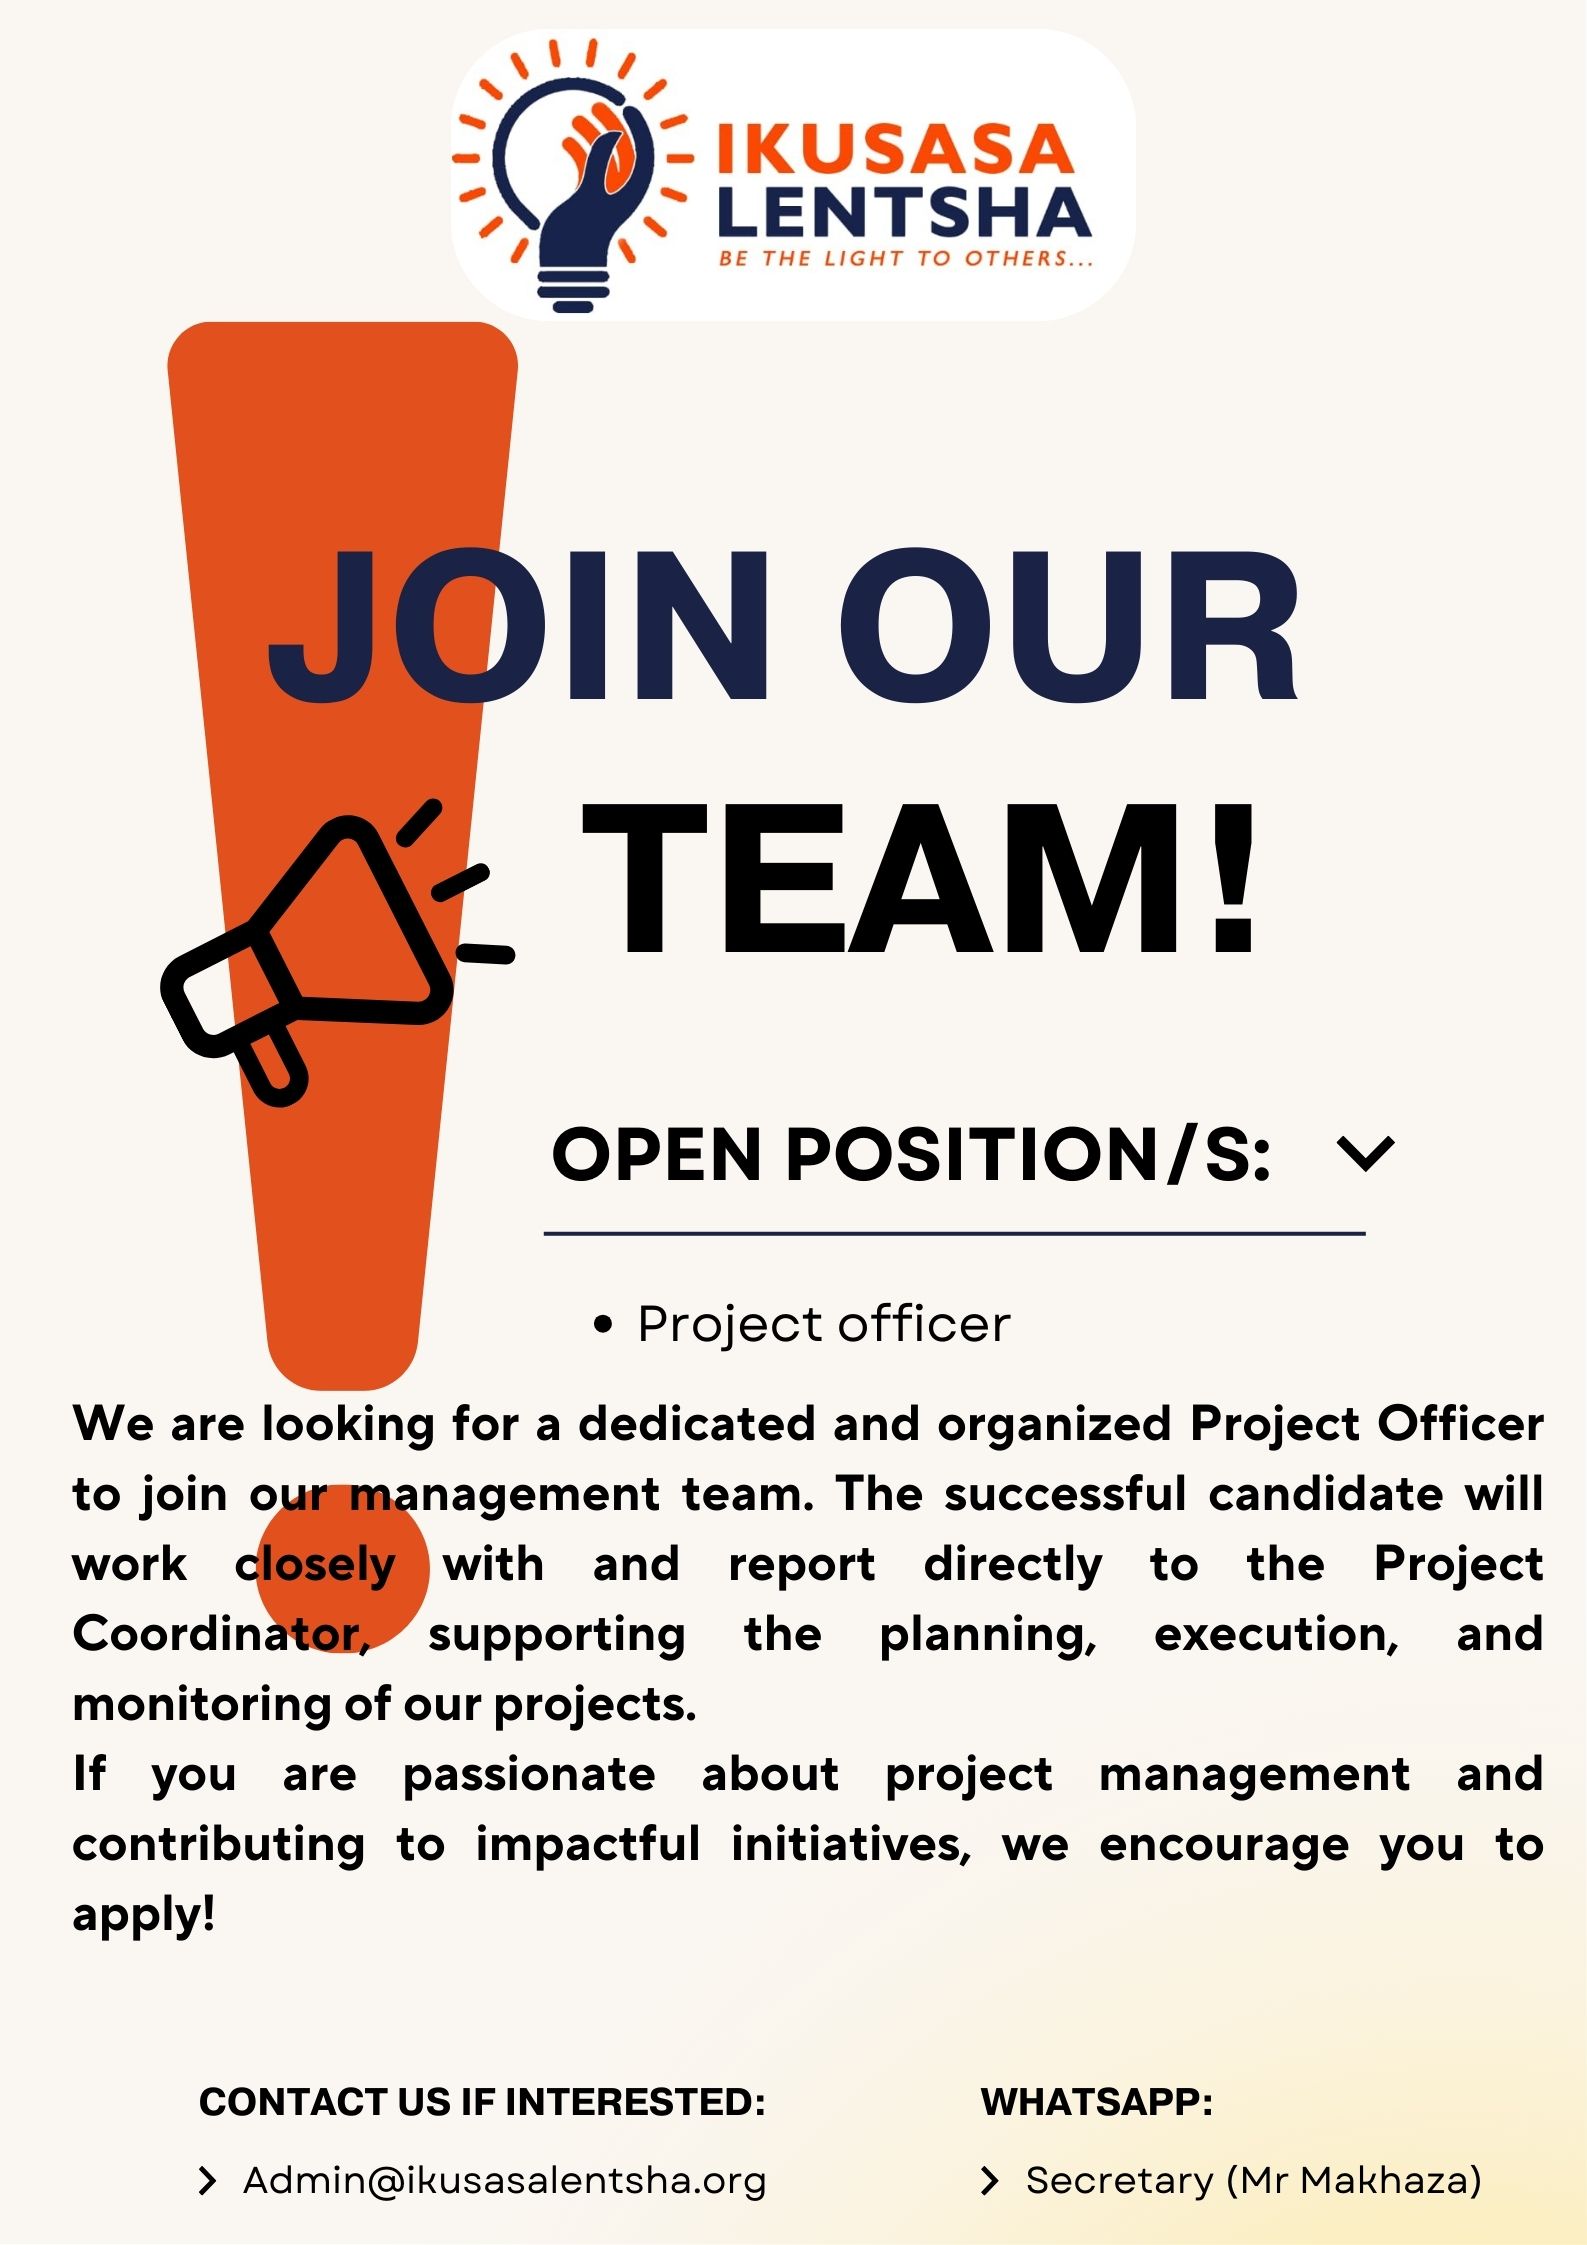 IKUSASA
LENTSHA
BE THE LIGHT TO OTHERS...
JOIN OUR
TEAM!
OPEN POSITION/S:
• Project officer
We are looking for a dedicated and organized Project Officer
to join our management team. The successful candidate will
work closely with and report directly to the Project
Coordinator, supporting the planning, execution, and
monitoring of our projects.
If you are passionate about project management and
contributing to impactful initiatives, we encourage you to
apply!
CONTACT US IF INTERESTED:
Admin@ikusasalentsha.org
WHATSAPP:
Secretary (Mr Makhaza)